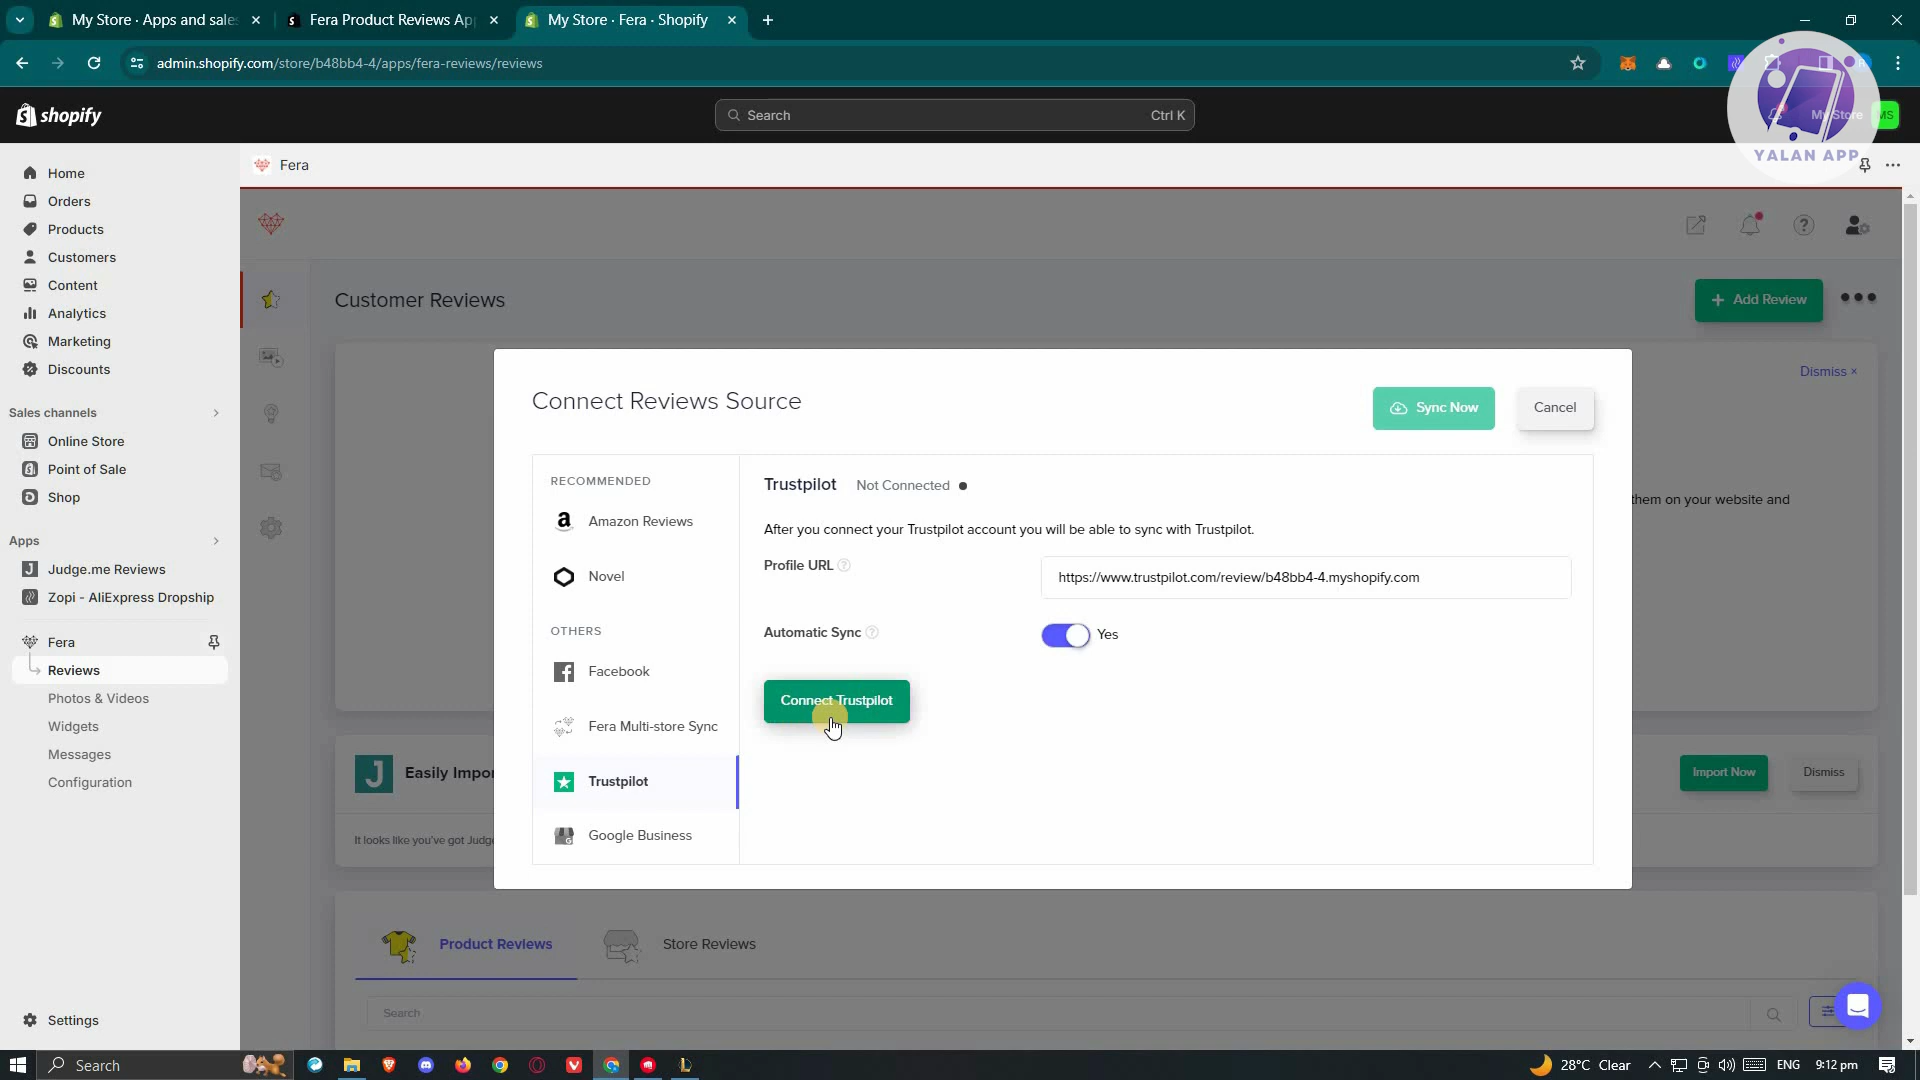 My Store · Apps and sale
Fera Product Reviews Ap
My Store · Fera · Shopify
admin.shopify.com/store/b48bb4-4/apps/fera-reviews/reviews
shopify
Search
Ctrl K
My Store
MS
YALAN APP
Home
Orders
Products
Customers
Content
Analytics
Marketing
Discounts
Sales channels
Online Store
Point of Sale
Shop
Apps
Judge.me Reviews
Zopi - AliExpress Dropship
Fera
Reviews
Photos & Videos
Widgets
Messages
Configuration
Settings
Fera
Customer Reviews
+ Add Review
Dismiss ×
them on your website and
Connect Reviews Source
Sync Now
Cancel
RECOMMENDED
Amazon Reviews
Novel
OTHERS
Facebook
Fera Multi-store Sync
Trustpilot
Google Business
Trustpilot Not Connected
After you connect your Trustpilot account you will be able to sync with Trustpilot.
Profile URL
https://www.trustpilot.com/review/b48bb4-4.myshopify.com
Automatic Sync
Yes
Connect Trustpilot
J
Easily Impor
Import Now
Dismiss
It looks like you've got Judge
Product Reviews
Store Reviews
Search
Search
28°C Clear
ENG
9:12 pm